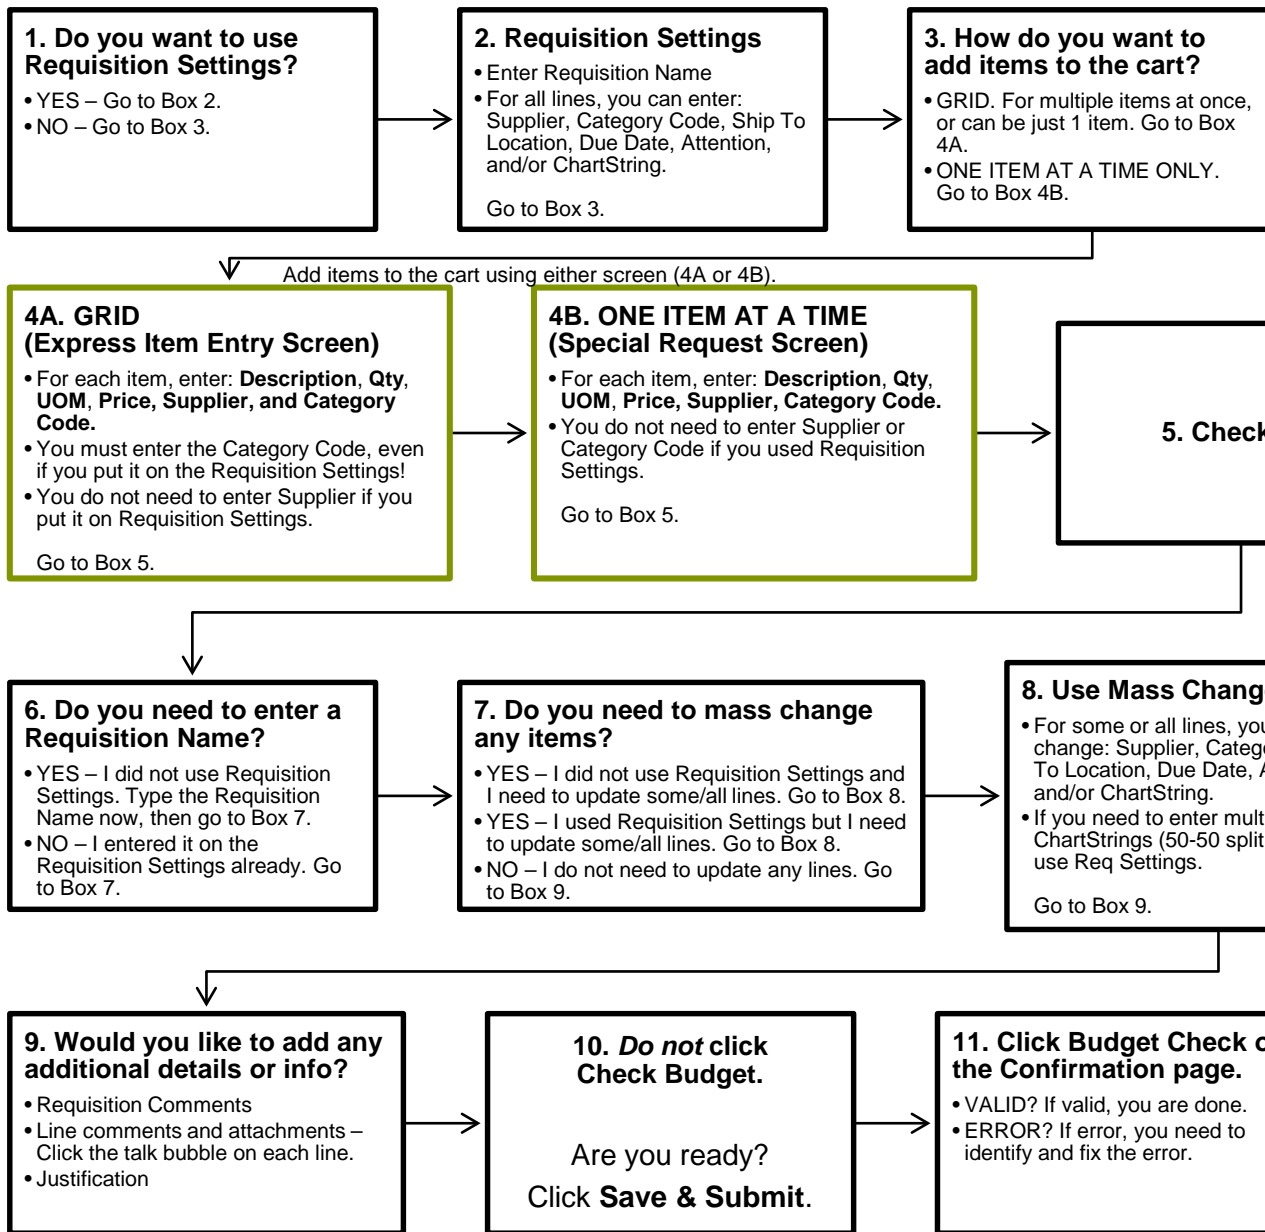 1. Do you want to use
Requisition Settings?
• YES – Go to Box 2.
• NO – Go to Box 3.
2. Requisition Settings
• Enter Requisition Name
• For all lines, you can enter:
Supplier, Category Code, Ship To
Location, Due Date, Attention,
and/or ChartString.
Go to Box 3.
3. How do you want to
add items to the cart?
• GRID. For multiple items at once,
or can be just 1 item. Go to Box
4A.
• ONE ITEM AT A TIME ONLY.
Go to Box 4B.
Add items to the cart using either screen (4A or 4B).
4A. GRID
(Express Item Entry Screen)
• For each item, enter: Description, Qty,
UOM, Price, Supplier, and Category
Code.
• You must enter the Category Code, even
if you put it on the Requisition Settings!
• You do not need to enter Supplier if you
put it on Requisition Settings.
Go to Box 5.
4B. ONE ITEM AT A TIME
(Special Request Screen)
• For each item, enter: Description, Qty,
UOM, Price, Supplier, Category Code.
• You do not need to enter Supplier or
Category Code if you used Requisition
Settings.
Go to Box 5.
5. Check
6. Do you need to enter a
Requisition Name?
• YES – I did not use Requisition
Settings. Type the Requisition
Name now, then go to Box 7.
• NO – I entered it on the
Requisition Settings already. Go
to Box 7.
7. Do you need to mass change
any items?
• YES – I did not use Requisition Settings and
I need to update some/all lines. Go to Box 8.
• YES – I used Requisition Settings but I need
to update some/all lines. Go to Box 8.
• NO – I do not need to update any lines. Go
to Box 9.
8. Use Mass Chang
• For some or all lines, you
change: Supplier, Catego
To Location, Due Date, A
and/or ChartString.
• If you need to enter mult
ChartStrings (50-50 split
use Req Settings.
Go to Box 9.
9. Would you like to add any
additional details or info?
• Requisition Comments
• Line comments and attachments –
Click the talk bubble on each line.
• Justification
10. Do not click
Check Budget.
Are you ready?
Click Save & Submit.
11. Click Budget Check o
the Confirmation page.
• VALID? If valid, you are done.
• ERROR? If error, you need to
identify and fix the error.